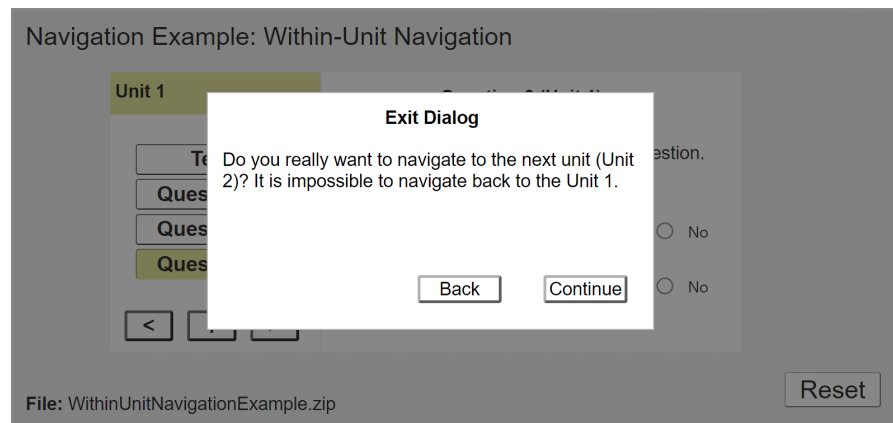 Navigation Example: Within-Unit Navigation
Unit 1
Exit Dialog
Do you really want to navigate to the next unit (Unit
2)? It is impossible to navigate back to the Unit 1.
No
No
Back
Continue
<
Reset
File: WithinUnitNavigationExample.zip